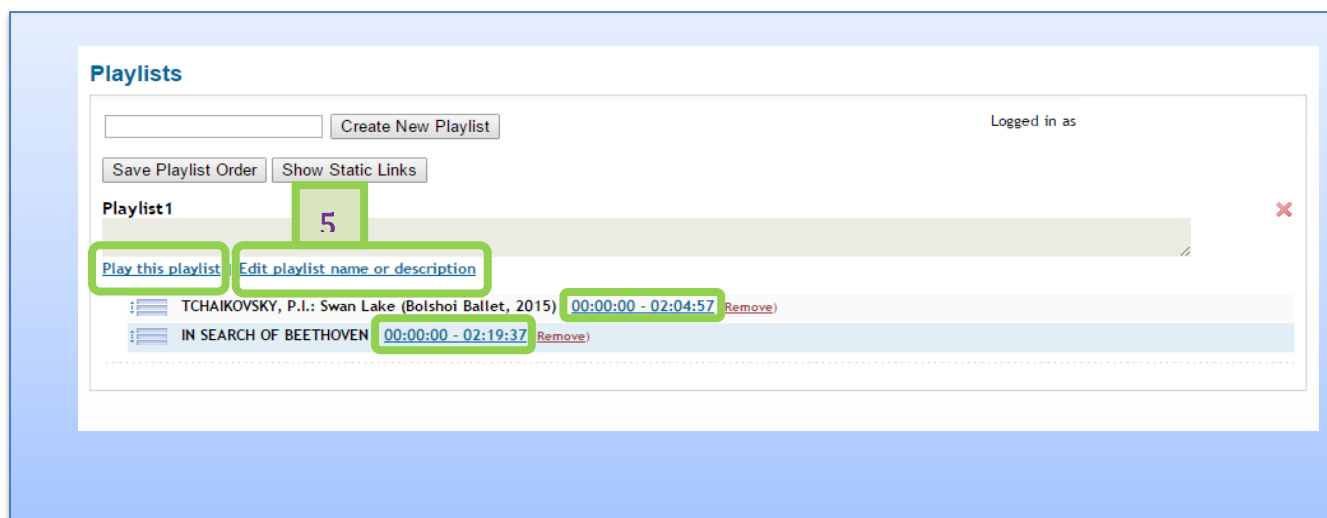 Playlists
Create New Playlist
Logged in as
Save Playlist Order Show Static Links
Playlist1
5
Play this playlist Edit playlist name or description
TCHAIKOVSKY, P.I.: Swan Lake (Bolshoi Ballet, 2015) 00:00:00 - 02:04:57 Remove)
IN SEARCH OF BEETHOVEN 00:00:00 - 02:19:37 Remove)